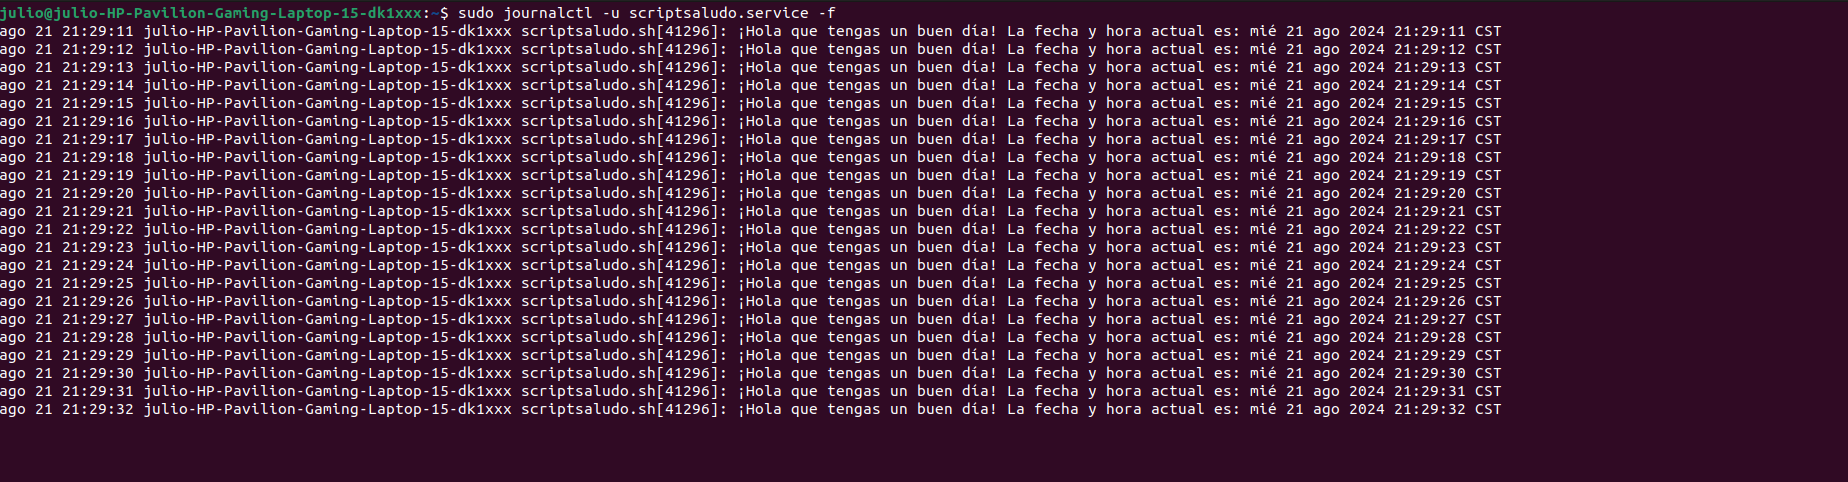 julio@julio-HP-Pavilion-Gaming-Laptop-15-dk1xxx:~$ sudo journalctl -u scriptsaludo.service -f
ago 21 21:29:11 julio-HP-Pavilion-Gaming-Laptop-15-dk1xxx scriptsaludo.sh[41296]: ¡Hola que tengas un buen día! La fecha y hora actual es: mié 21 ago 2024 21:29:11 CST
ago 21 21:29:12 julio-HP-Pavilion-Gaming-Laptop-15-dk1xxx scriptsaludo.sh[41296]: ¡Hola que tengas un buen día! La fecha y hora actual es: mié 21 ago 2024 21:29:12 CST
ago 21 21:29:13 julio-HP-Pavilion-Gaming-Laptop-15-dk1xxx scriptsaludo.sh[41296]: ¡Hola que tengas un buen día! La fecha y hora actual es: mié 21 ago 2024 21:29:13 CST
ago 21 21:29:14 julio-HP-Pavilion-Gaming-Laptop-15-dk1xxx scriptsaludo.sh[41296]: ¡Hola que tengas un buen día! La fecha y hora actual es: mié 21 ago 2024 21:29:14 CST
ago 21 21:29:15 julio-HP-Pavilion-Gaming-Laptop-15-dk1xxx scriptsaludo.sh[41296]: ¡Hola que tengas un buen día! La fecha y hora actual es: mié 21 ago 2024 21:29:15 CST
ago 21 21:29:16 julio-HP-Pavilion-Gaming-Laptop-15-dk1xxx scriptsaludo.sh[41296]: ¡Hola que tengas un buen día! La fecha y hora actual es: mié 21 ago 2024 21:29:16 CST
ago 21 21:29:17 julio-HP-Pavilion-Gaming-Laptop-15-dk1xxx scriptsaludo.sh[41296]: ¡Hola que tengas un buen día! La fecha y hora actual es: mié 21 ago 2024 21:29:17 CST
ago 21 21:29:18 julio-HP-Pavilion-Gaming-Laptop-15-dk1xxx scriptsaludo.sh[41296]: ¡Hola que tengas un buen día! La fecha y hora actual es: mié 21 ago 2024 21:29:18 CST
ago 21 21:29:19 julio-HP-Pavilion-Gaming-Laptop-15-dk1xxx scriptsaludo.sh[41296]: ¡Hola que tengas un buen día! La fecha y hora actual es: mié 21 ago 2024 21:29:19 CST
ago 21 21:29:20 julio-HP-Pavilion-Gaming-Laptop-15-dk1xxx scriptsaludo.sh[41296]: ¡Hola que tengas un buen día! La fecha y hora actual es: mié 21 ago 2024 21:29:20 CST
ago 21 21:29:21 julio-HP-Pavilion-Gaming-Laptop-15-dk1xxx scriptsaludo.sh[41296]: ¡Hola que tengas un buen día! La fecha y hora actual es: mié 21 ago 2024 21:29:21 CST
ago 21 21:29:22 julio-HP-Pavilion-Gaming-Laptop-15-dk1xxx scriptsaludo.sh[41296]: ¡Hola que tengas un buen día! La fecha y hora actual es: mié 21 ago 2024 21:29:22 CST
ago 21 21:29:23 julio-HP-Pavilion-Gaming-Laptop-15-dk1xxx scriptsaludo.sh[41296]: ¡Hola que tengas un buen día! La fecha y hora actual es: mié 21 ago 2024 21:29:23 CST
ago 21 21:29:24 julio-HP-Pavilion-Gaming-Laptop-15-dk1xxx scriptsaludo.sh[41296]: ¡Hola que tengas un buen día! La fecha y hora actual es: mié 21 ago 2024 21:29:24 CST
ago 21 21:29:25 julio-HP-Pavilion-Gaming-Laptop-15-dk1xxx scriptsaludo.sh[41296]: ¡Hola que tengas un buen día! La fecha y hora actual es: mié 21 ago 2024 21:29:25 CST
ago 21 21:29:26 julio-HP-Pavilion-Gaming-Laptop-15-dk1xxx scriptsaludo.sh[41296]: ¡Hola que tengas un buen día! La fecha y hora actual es: mié 21 ago 2024 21:29:26 CST
ago 21 21:29:27 julio-HP-Pavilion-Gaming-Laptop-15-dk1xxx scriptsaludo.sh[41296]: ¡Hola que tengas un buen día! La fecha y hora actual es: mié 21 ago 2024 21:29:27 CST
ago 21 21:29:28 julio-HP-Pavilion-Gaming-Laptop-15-dk1xxx scriptsaludo.sh[41296]: ¡Hola que tengas un buen día! La fecha y hora actual es: mié 21 ago 2024 21:29:28 CST
ago 21 21:29:29 julio-HP-Pavilion-Gaming-Laptop-15-dk1xxx scriptsaludo.sh[41296]: ¡Hola que tengas un buen día! La fecha y hora actual es: mié 21 ago 2024 21:29:29 CST
ago 21 21:29:30 julio-HP-Pavilion-Gaming-Laptop-15-dk1xxx scriptsaludo.sh[41296]: ¡Hola que tengas un buen día! La fecha y hora actual es: mié 21 ago 2024 21:29:30 CST
ago 21 21:29:31 julio-HP-Pavilion-Gaming-Laptop-15-dk1xxx scriptsaludo.sh[41296]: ¡Hola que tengas un buen día! La fecha y hora actual es: mié 21 ago 2024 21:29:31 CST
ago 21 21:29:32 julio-HP-Pavilion-Gaming-Laptop-15-dk1xxx scriptsaludo.sh[41296]: ¡Hola que tengas un buen día! La fecha y hora actual es: mié 21 ago 2024 21:29:32 CST